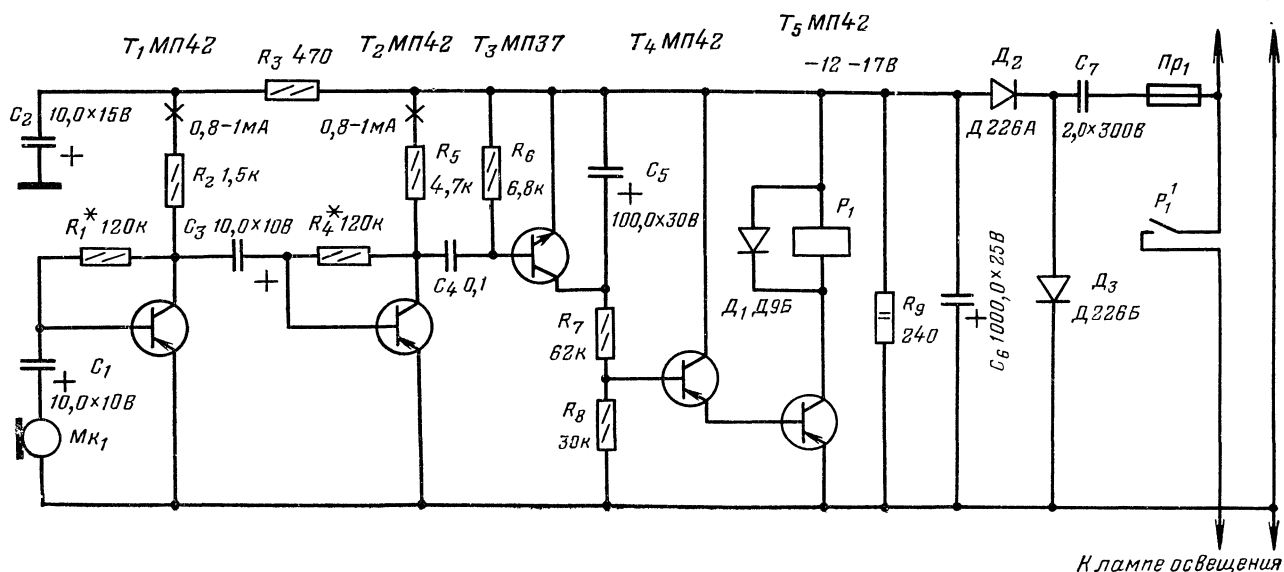 T₁ МП42
R₃ 470
T₂ МП42
T₃ МП37
T₄ МП42
T₅ МП42
–12 –17В
Д₂
Д226А
C₇
2,0×300В
Пр₁
C₂
10,0×15В
+
0,8–1мА
0,8–1мА
R₂ 1,5к
R₅
4,7к
R₆
6,8к
C₅
+
100,0×30В
P₁
P₁¹
R₁* 120к
C₃ 10,0×10В
+
R₄* 120к
C₄ 0,1
Д₁ Д9Б
R₇
62к
R₉
240
C₆ 1000,0×25В
+
Д₃
Д226Б
C₁
+
10,0×10В
R₈
30к
Мк₁
К лампе освещения